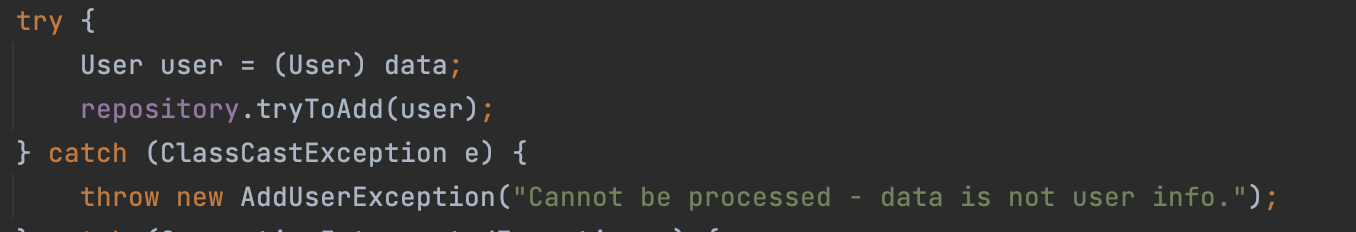 try {
User user = (User) data;
repository.tryToAdd(user);
} catch (ClassCastException e) {
throw new AddUserException("Cannot be processed - data is not user info.");